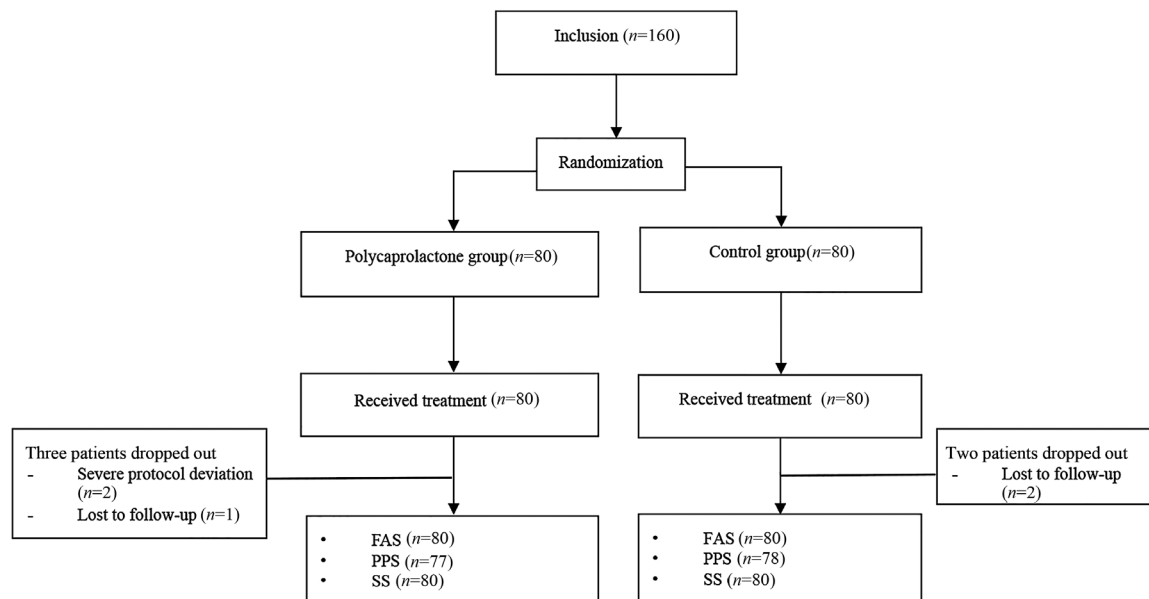 Inclusion (n=160)
Randomization
Polycaprolactone group(n=80)
Control group(n=80)
Received treatment (n=80)
Received treatment (n=80)
Three patients dropped out
- Severe protocol deviation
(n=2)
- Lost to follow-up (n=1)
Two patients dropped out
- Lost to follow-up
(n=2)
• FAS (n=80)
• PPS (n=77)
• SS (n=80)
• FAS (n=80)
• PPS (n=78)
• SS (n=80)